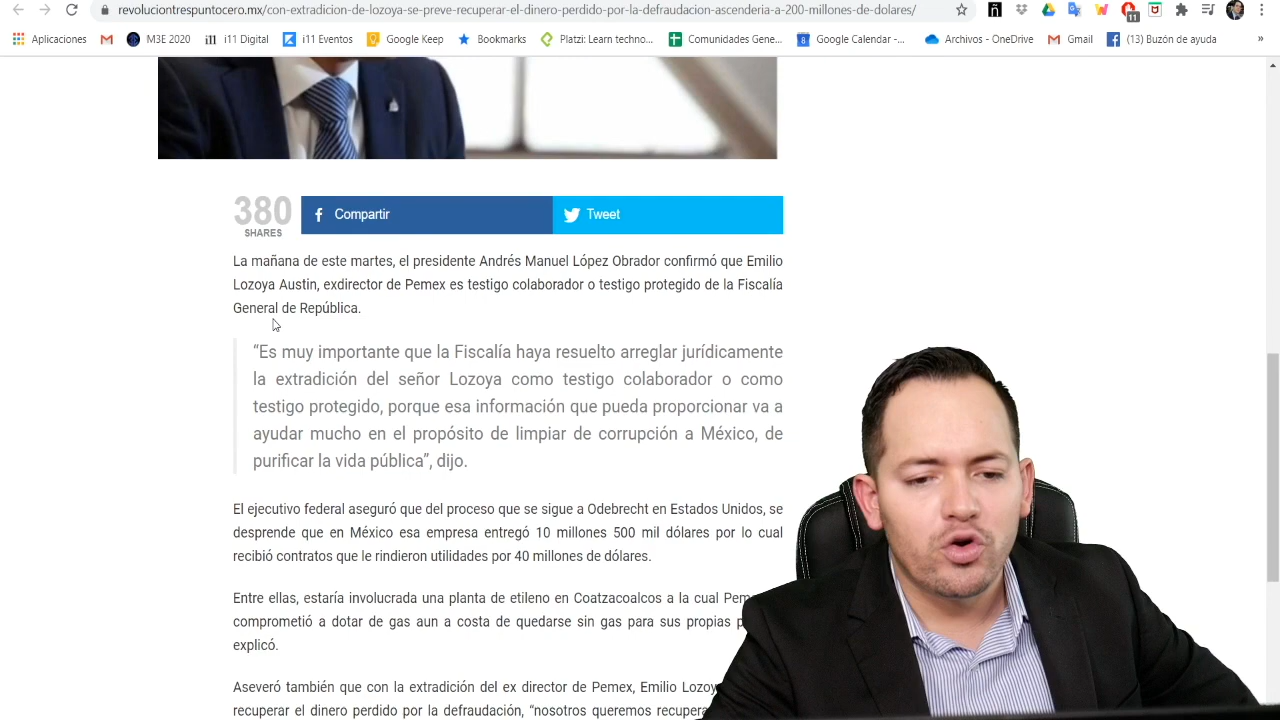 revoluciontrespuntocero.mx/con-extradicion-de-lozoya-se-preve-recuperar-el-dinero-perdido-por-la-defraudacion-ascenderia-a-200-millones-de-dolares/
11
Aplicaciones M3E 2020 i11 Digital i11 Eventos Google Keep Bookmarks Platzi: Learn techno... Comunidades Gene... Google Calendar -... Archivos - OneDrive Gmail (13) Buzón de ayuda »
380
SHARES
Compartir
Tweet
La mañana de este martes, el presidente Andrés Manuel López Obrador confirmó que Emilio
Lozoya Austin, exdirector de Pemex es testigo colaborador o testigo protegido de la Fiscalía
General de República.
“Es muy importante que la Fiscalía haya resuelto arreglar jurídicamente
la extradición del señor Lozoya como testigo colaborador o como
testigo protegido, porque esa información que pueda proporcionar va a
ayudar mucho en el propósito de limpiar de corrupción a México, de
purificar la vida pública”, dijo.
El ejecutivo federal aseguró que del proceso que se sigue a Odebrecht en Estados Unidos, se
desprende que en México esa empresa entregó 10 millones 500 mil dólares por lo cual
recibió contratos que le rindieron utilidades por 40 millones de dólares.
Entre ellas, estaría involucrada una planta de etileno en Coatzacoalcos a la cual
comprometió a dotar de gas aun a costa de quedarse sin gas para sus propias
explicó.
Aseveró también que con la extradición del ex director de Pemex, Emilio
recuperar el dinero perdido por la defraudación, “nosotros queremos